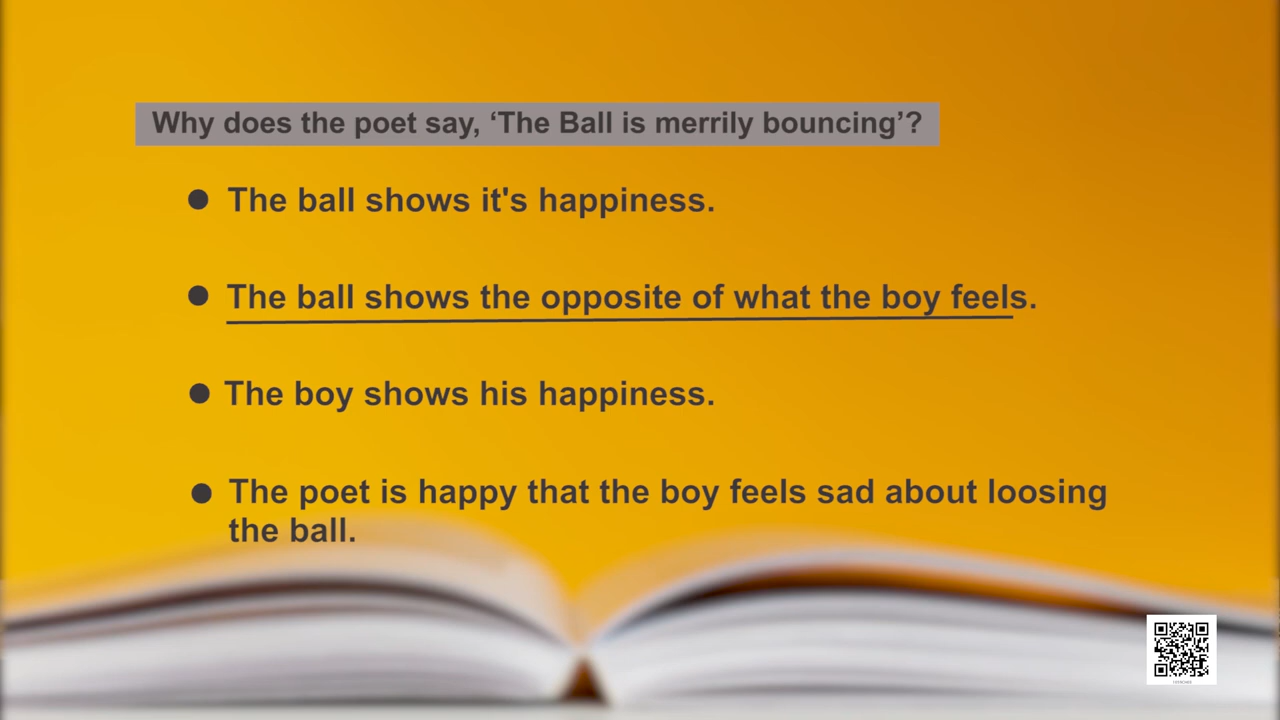 Why does the poet say, ‘The Ball is merrily bouncing’?
The ball shows it's happiness.
The ball shows the opposite of what the boy feels.
The boy shows his happiness.
The poet is happy that the boy feels sad about loosing
the ball.